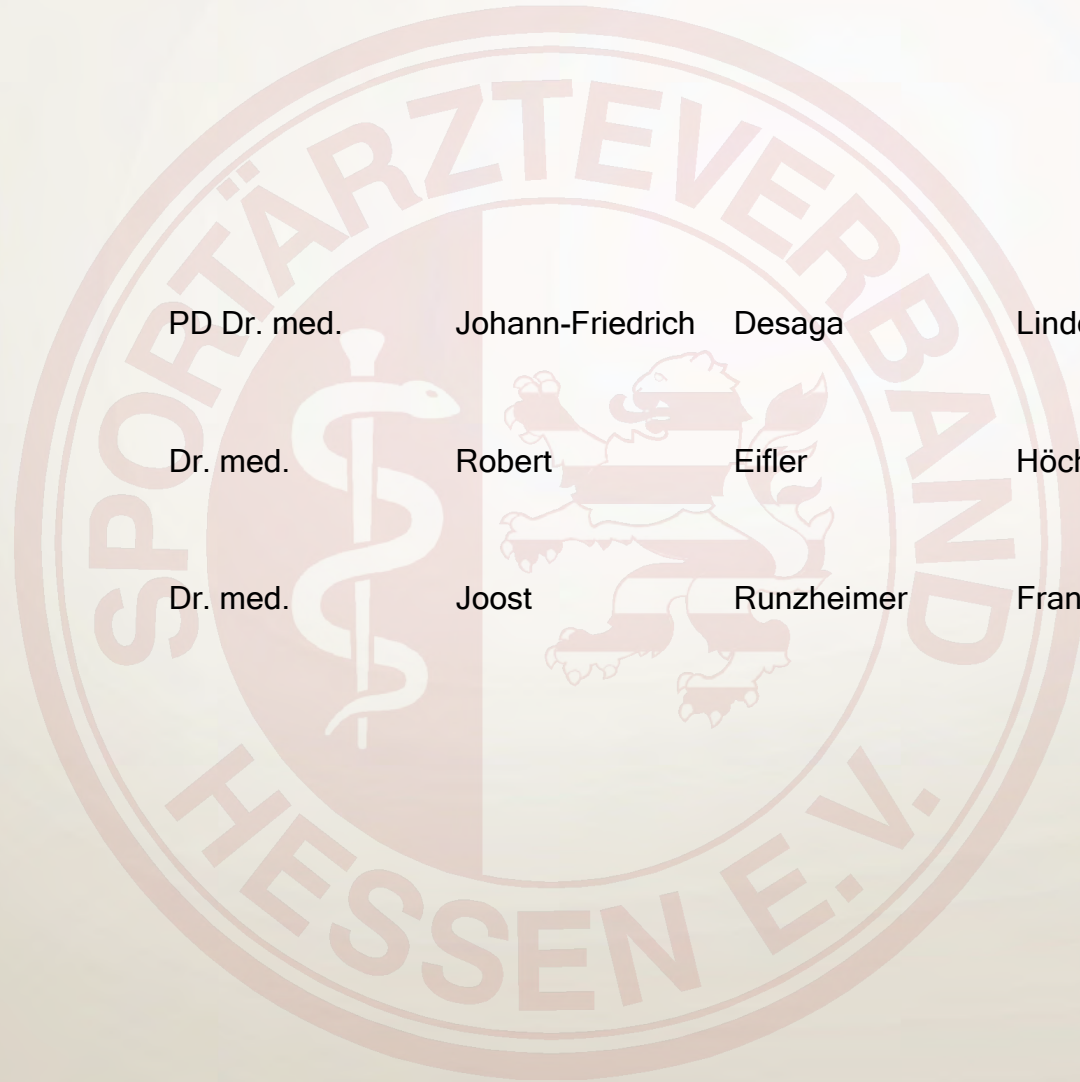 SPORTÄRZTEVERBAND
PD Dr. med. Johann-Friedrich Desaga
Dr. med. Robert Eifler
Dr. med. Joost Runzheimer
HESSEN E.V.